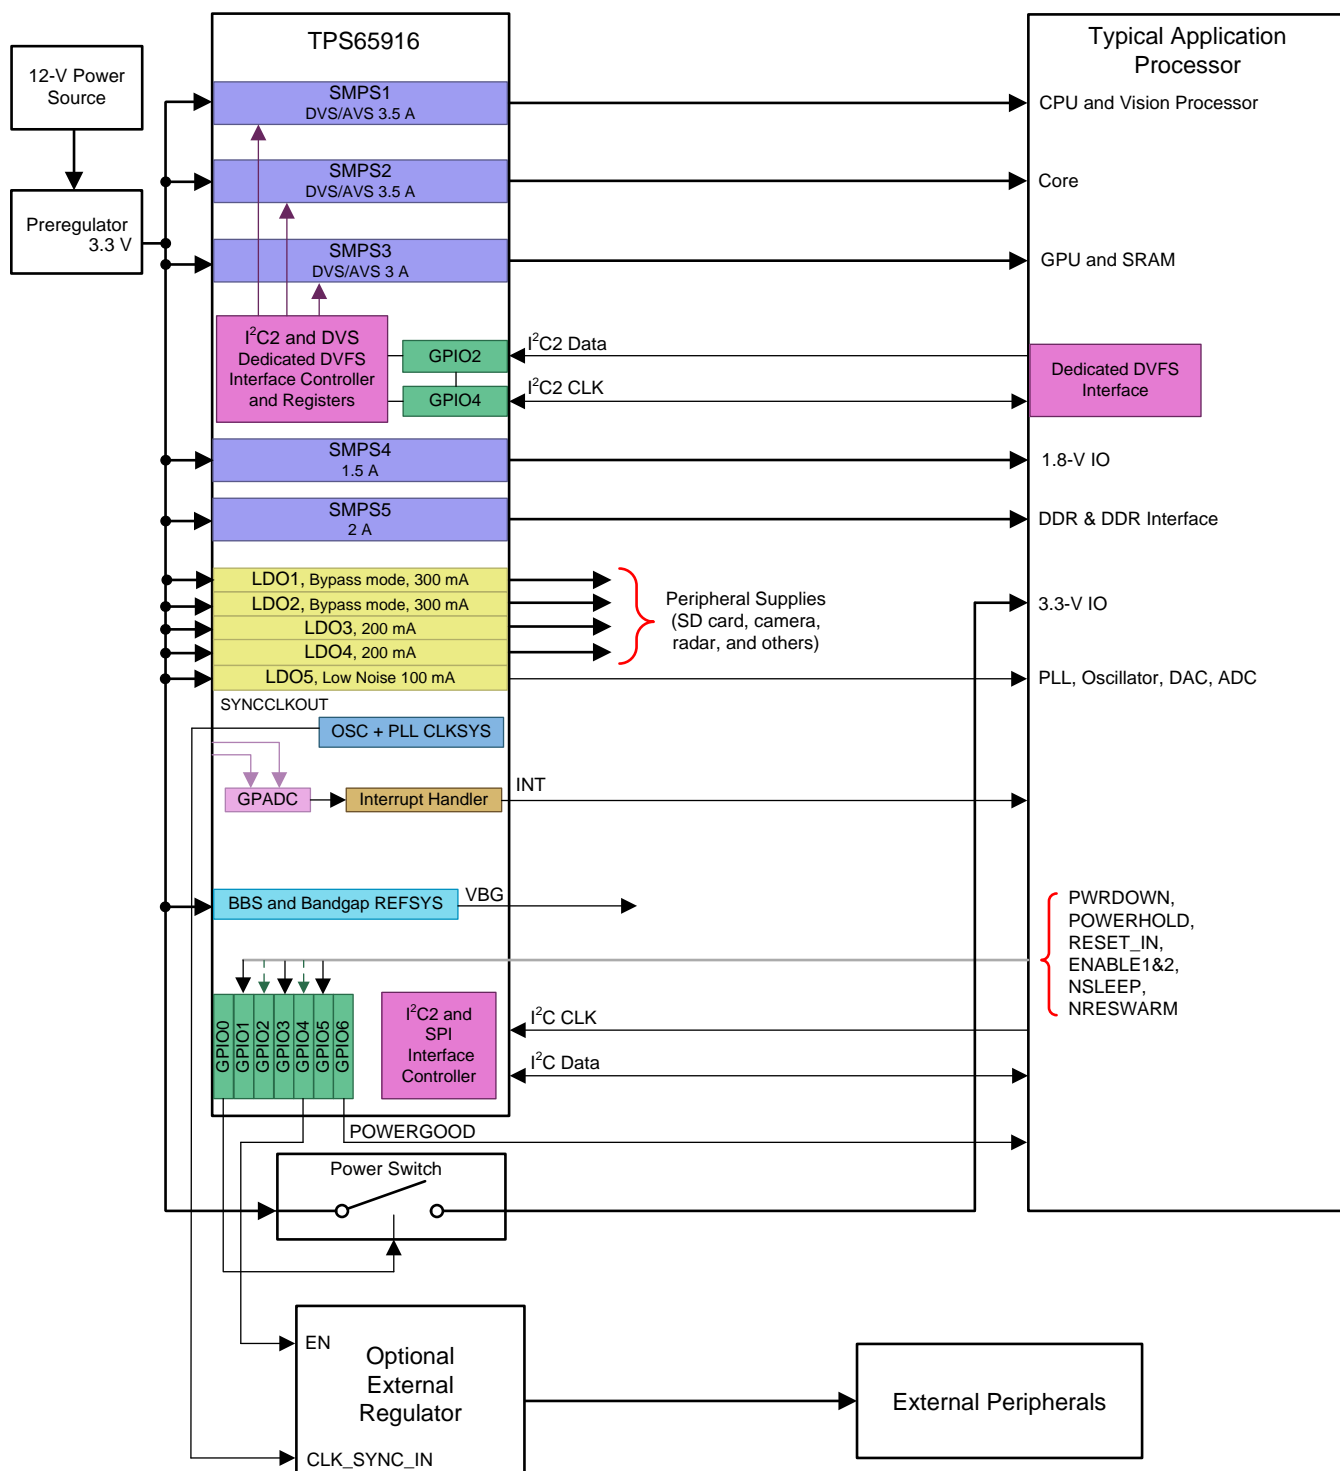 TPS65916
Typical Application
Processor
12-V Power
Source
SMPS1
DVS/AVS 3.5 A
CPU and Vision Processor
SMPS2
DVS/AVS 3.5 A
Core
Preregulator
3.3 V
SMPS3
DVS/AVS 3 A
GPU and SRAM
I²C2 and DVS
Dedicated DVFS
Interface Controller
and Registers
GPIO2
GPIO4
I²C2 Data
I²C2 CLK
Dedicated DVFS
Interface
SMPS4
1.5 A
1.8-V IO
SMPS5
2 A
DDR & DDR Interface
LDO1, Bypass mode, 300 mA
LDO2, Bypass mode, 300 mA
LDO3, 200 mA
LDO4, 200 mA
LDO5, Low Noise 100 mA
Peripheral Supplies
(SD card, camera,
radar, and others)
3.3-V IO
PLL, Oscillator, DAC, ADC
SYNCCLKOUT
OSC + PLL CLKSYS
GPADC
Interrupt Handler
INT
BBS and Bandgap REFSYS
VBG
PWRDOWN,
POWERHOLD,
RESET_IN,
ENABLE1&2,
NSLEEP,
NRESWARM
GPIO0
GPIO1
GPIO2
GPIO3
GPIO4
GPIO5
GPIO6
I²C2 and
SPI
Interface
Controller
I²C CLK
I²C Data
POWERGOOD
Power Switch
EN
Optional
External
Regulator
CLK_SYNC_IN
External Peripherals